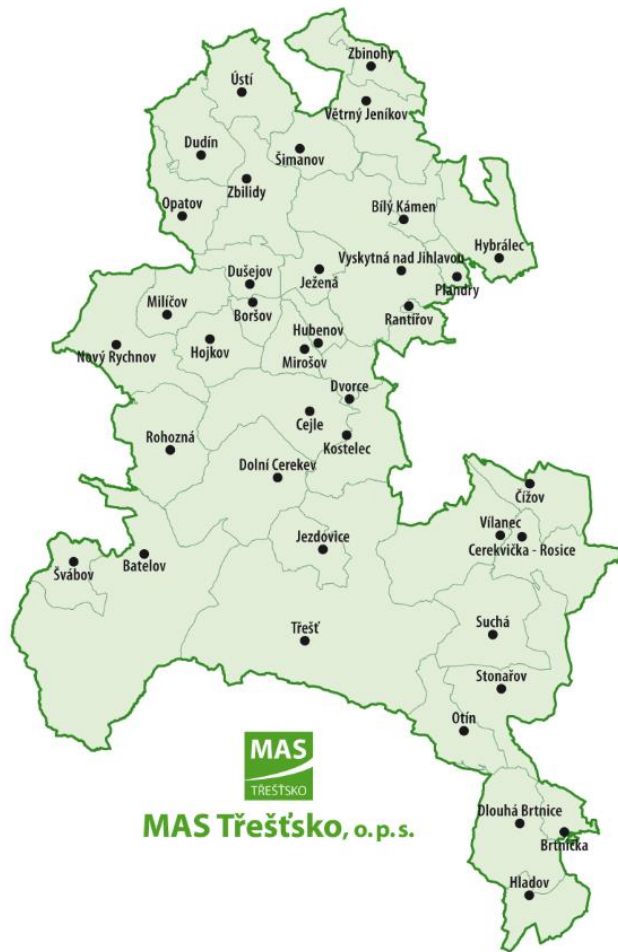 Zbinohy
Ústí
Větrný Jeníkov
Dudín
Šimanov
Zbilidy
Opatov
Bílý Kámen
Hybrálec
Vyskytná nad Jihlavou
Dušejov
Ježená
Plandry
Milíčov
Boršov
Rantířov
Hubenov
Hojkov
Nový Rychnov
Mirošov
Dvorce
Cejle
Rohozná
Kostelec
Dolní Cerekev
Čížov
Vílanec
Jezdovice
Cerekvička - Rosice
Batelov
Švábov
Suchá
Třešť
Stonařov
Otín
MAS
TŘEŠŤSKO
MAS Třešťsko, o.p.s.
Dlouhá Brtnice
Brtnička
Hladov